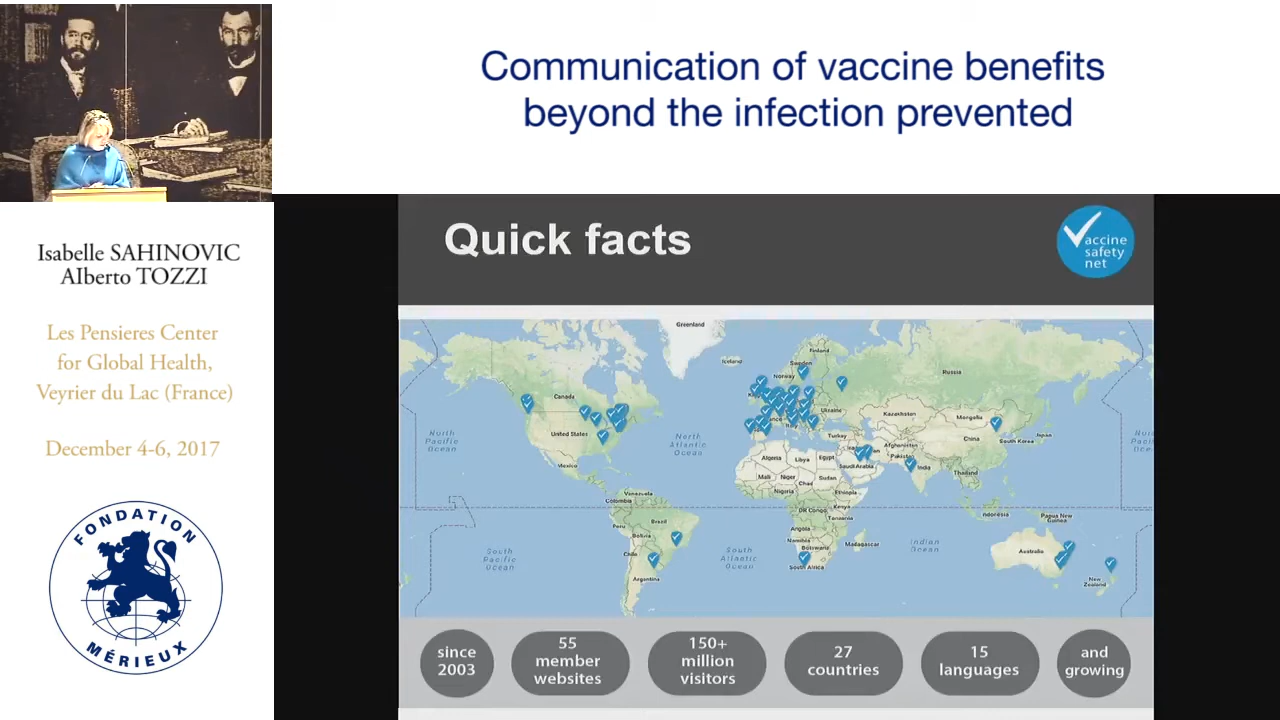 Communication of vaccine benefits
beyond the infection prevented
Isabelle SAHINOVIC
Alberto TOZZI
Les Pensieres Center
for Global Health,
Veyrier du Lac (France)
December 4-6, 2017
FONDATION
MÉRIEUX
Quick facts
accine
safety
net
Greenland
Iceland
Finland
Sweden
Norway
Russia
Canada
Ukraine
Kazakhstan
Mongolia
United States
North
Pacific
Ocean
North
Atlantic
Ocean
Turkey
China
South Korea
Japan
Afghanistan
Pakistan
Algeria
Libya
Egypt
Saudi Arabia
India
Mexico
Mali
Niger
Chad
Sudan
Thailand
Nigeria
Ethiopia
Venezuela
Colombia
DR Congo
Kenya
Tanzania
Indonesia
Papua New
Guinea
Peru
Brazil
Bolivia
Angola
Namibia
Botswana
Madagascar
Indian
Ocean
Australia
Chile
South
Pacific
Ocean
South
Atlantic
Ocean
South Africa
Argentina
New
Zealand
since
2003
55
member
websites
150+
million
visitors
27
countries
15
languages
and
growing